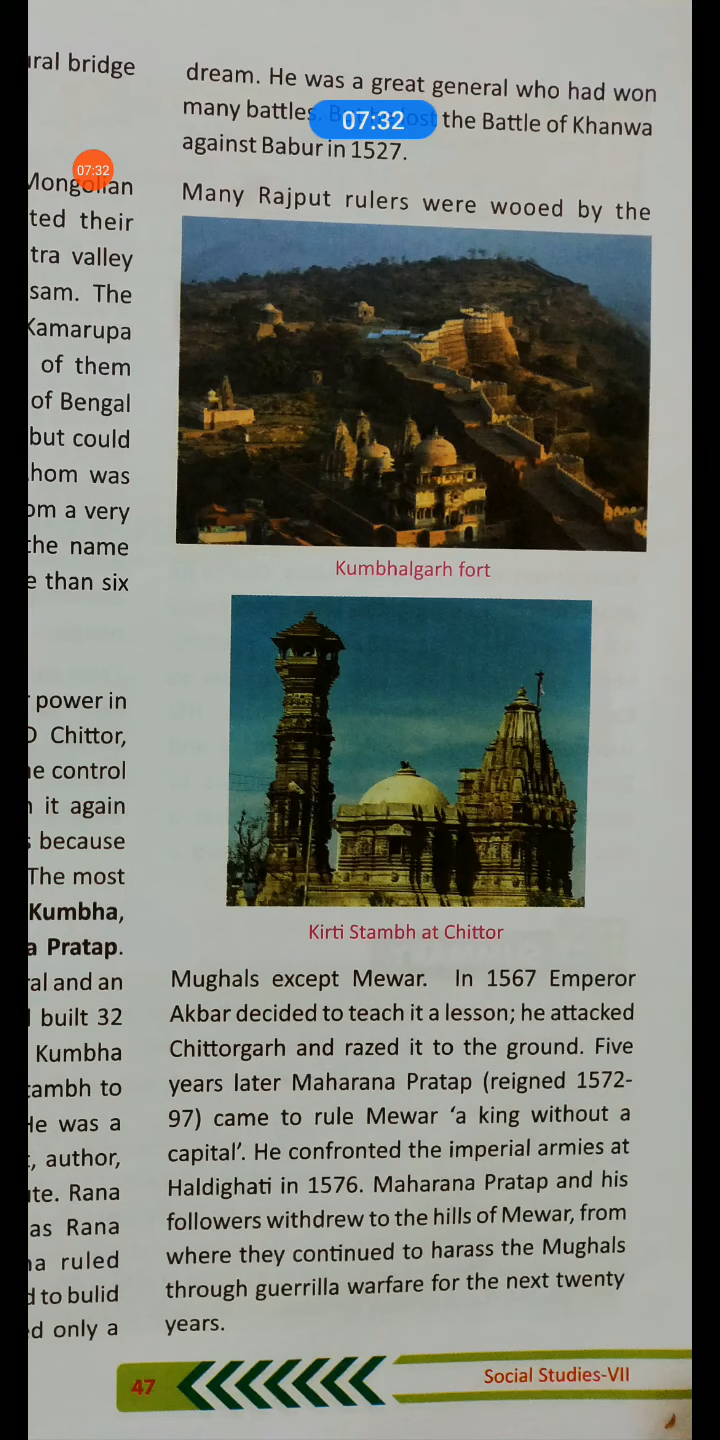 ural bridge
Mongolian
ted their
tra valley
sam. The
Kamarupa
of them
of Bengal
but could
hom was
om a very
the name
e than six
power in
Chittor,
e control
it again
because
The most
Kumbha,
a Pratap.
ral and an
built 32
Kumbha
tambh to
He was a
, author,
ute. Rana
as Rana
a ruled
d to bulid
ed only a
dream. He was a great general who had won
many battles. the Battle of Khanwa
against Babur in 1527.
Many Rajput rulers were wooed by the
Kumbhalgarh fort
Kirti Stambh at Chittor
Mughals except Mewar. In 1567 Emperor
Akbar decided to teach it a lesson; he attacked
Chittorgarh and razed it to the ground. Five
years later Maharana Pratap (reigned 1572-
97) came to rule Mewar ‘a king without a
capital’. He confronted the imperial armies at
Haldighati in 1576. Maharana Pratap and his
followers withdrew to the hills of Mewar, from
where they continued to harass the Mughals
through guerrilla warfare for the next twenty
years.
47
Social Studies-VII
07:32
07:32